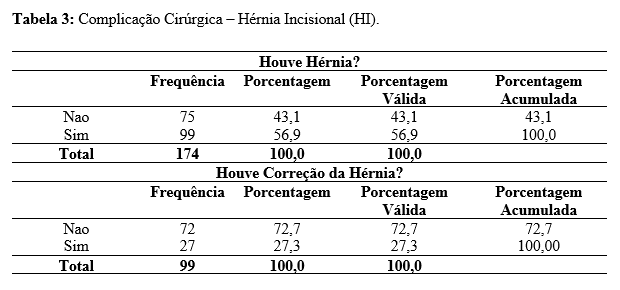 Tabela 3: Complicação Cirúrgica – Hérnia Incisional (HI).
Houve Hérnia?
Frequência Porcentagem Porcentagem Válida Porcentagem Acumulada
Nao 75 43,1 43,1 43,1
Sim 99 56,9 56,9 100,0
Total 174 100,0 100,0
Houve Correção da Hérnia?
Frequência Porcentagem Porcentagem Válida Porcentagem Acumulada
Nao 72 72,7 72,7 72,7
Sim 27 27,3 27,3 100,00
Total 99 100,0 100,0